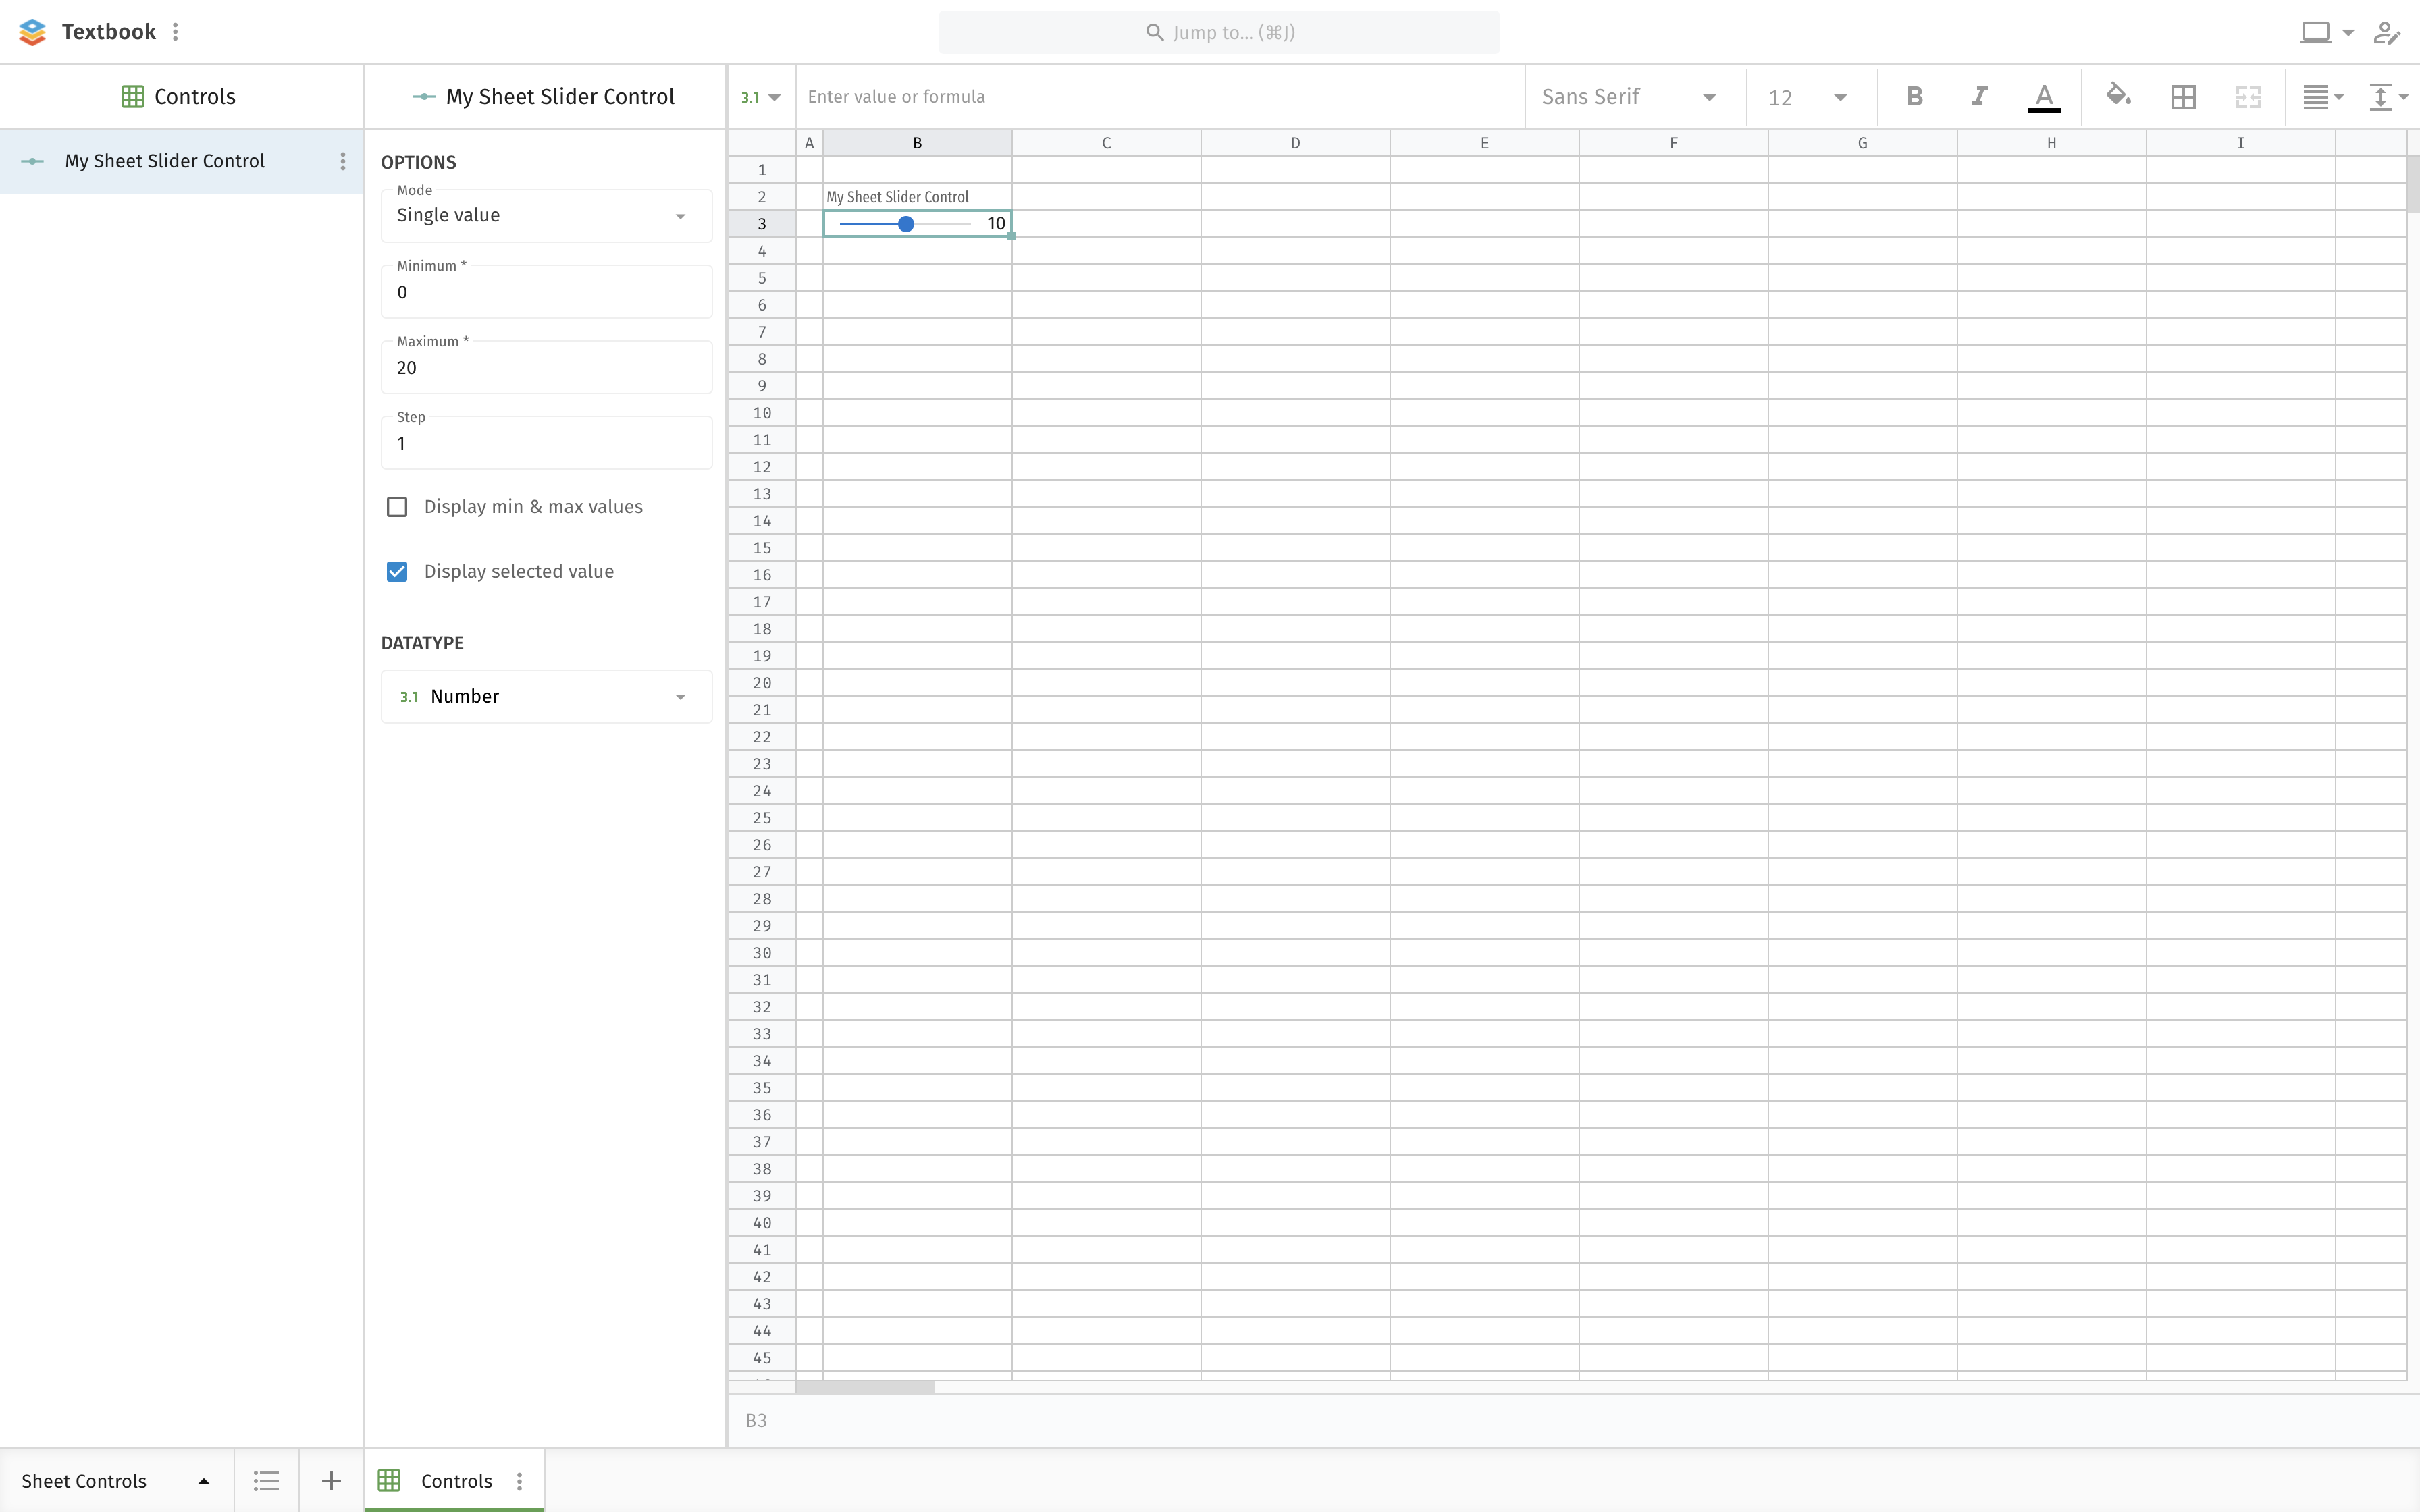 Textbook
Jump to... (⌘J)
Controls
My Sheet Slider Control
3.1
Enter value or formula
Sans Serif
12
B
I
A
My Sheet Slider Control
OPTIONS
Mode
Single value
Minimum *
0
Maximum *
20
Step
1
Display min & max values
Display selected value
DATATYPE
3.1 Number
A B C D E F G H I
1
2 My Sheet Slider Control
3 10
4
5
6
7
8
9
10
11
12
13
14
15
16
17
18
19
20
21
22
23
24
25
26
27
28
29
30
31
32
33
34
35
36
37
38
39
40
41
42
43
44
45
B3
Sheet Controls
Controls